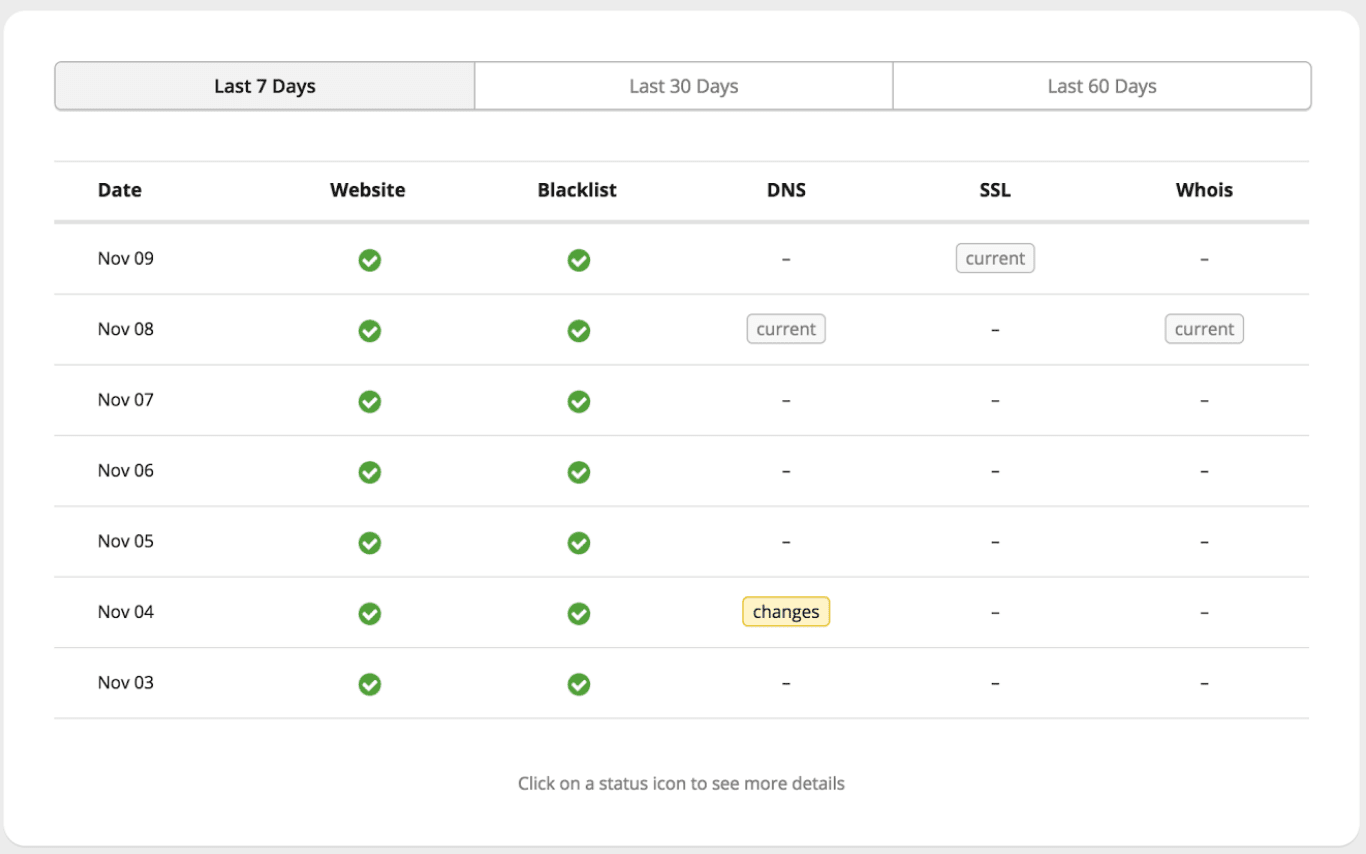 Last 7 Days Last 30 Days Last 60 Days
Date Website Blacklist DNS SSL Whois
Nov 09 – current –
Nov 08 current – current
Nov 07 – – –
Nov 06 – – –
Nov 05 – – –
Nov 04 changes – –
Nov 03 – – –
Click on a status icon to see more details